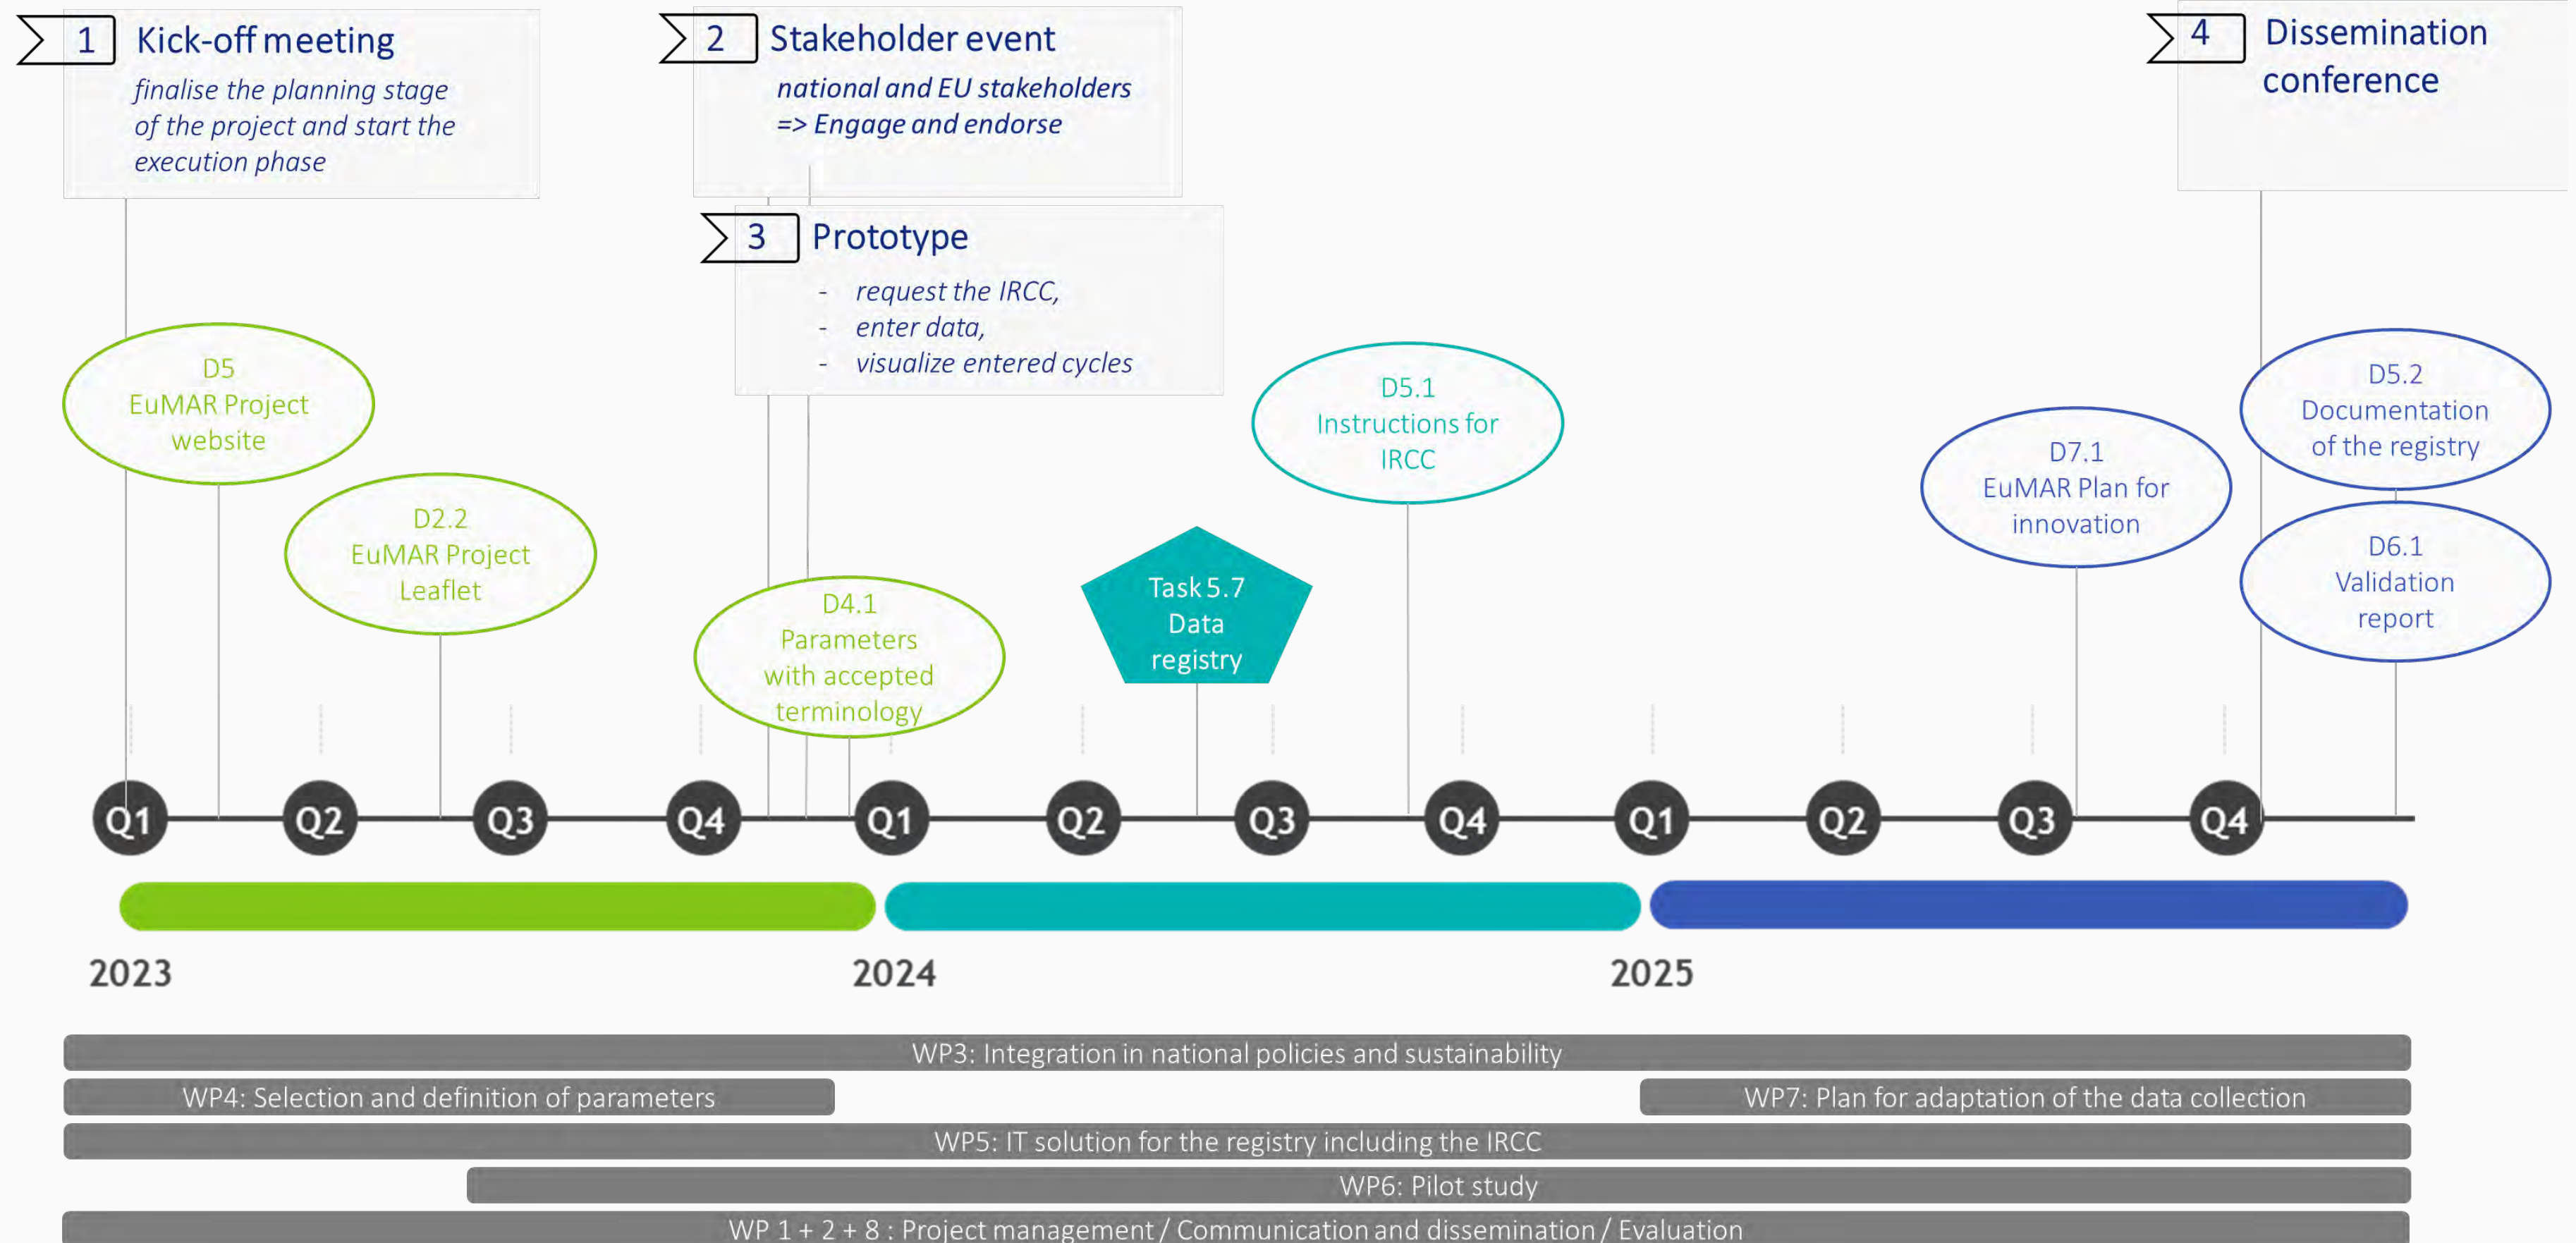 1 Kick-off meeting
finalise the planning stage
of the project and start the
execution phase
2 Stakeholder event
national and EU stakeholders
=> Engage and endorse
3 Prototype
- request the IRCC,
- enter data,
- visualize entered cycles
4 Dissemination
conference
D5
EuMAR Project
website
D2.2
EuMAR Project
Leaflet
D4.1
Parameters
with accepted
terminology
Task 5.7
Data
registry
D5.1
Instructions for
IRCC
D7.1
EuMAR Plan for
innovation
D5.2
Documentation
of the registry
D6.1
Validation
report
Q1 Q2 Q3 Q4 Q1 Q2 Q3 Q4 Q1 Q2 Q3 Q4
2023 2024 2025
WP3: Integration in national policies and sustainability
WP4: Selection and definition of parameters
WP7: Plan for adaptation of the data collection
WP5: IT solution for the registry including the IRCC
WP6: Pilot study
WP 1 + 2 + 8 : Project management / Communication and dissemination / Evaluation